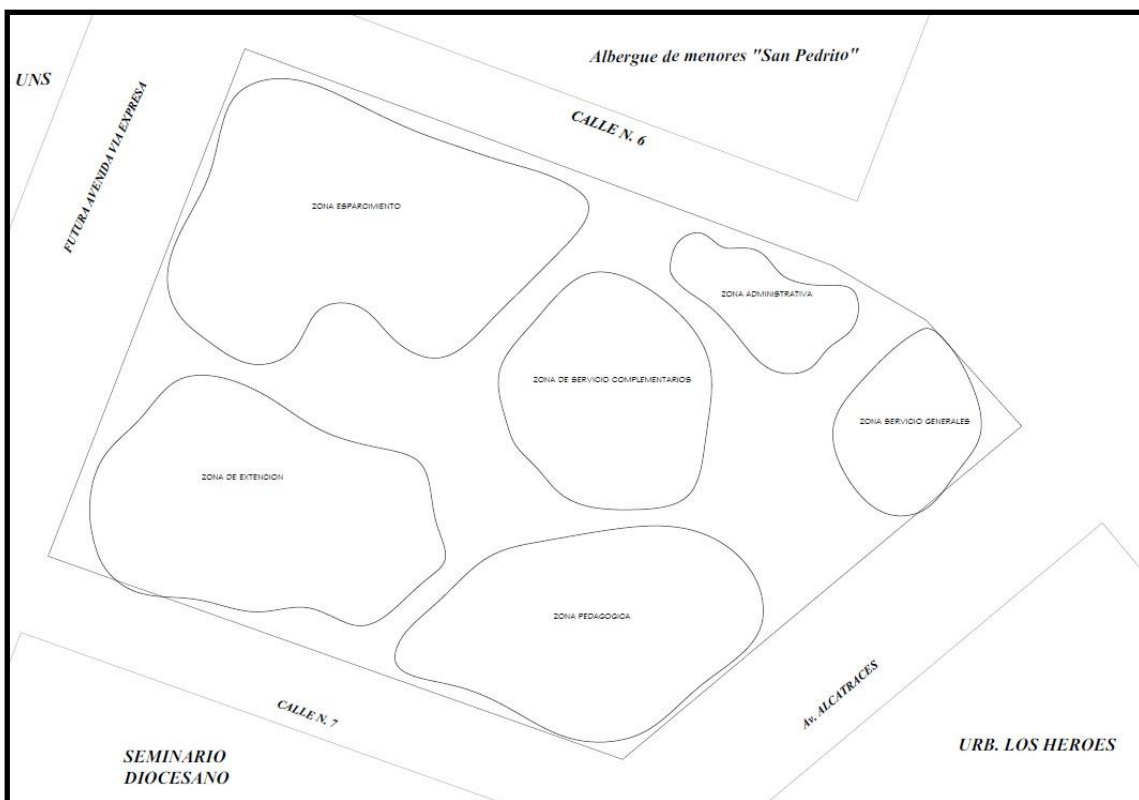 Albergue de menores "San Pedrito"
UNS
FUTURA AVENIDA VIA EXPRESA
CALLE N. 6
ZONA ESPARCIMIENTO
ZONA ADMINISTRATIVA
ZONA DE SERVICIO COMPLEMENTARIOS
ZONA SERVICIO GENERALES
ZONA DE EXTENCION
ZONA PEDAGOGICA
Av. ALCATRACES
CALLE N. 7
URB. LOS HEROES
SEMINARIO
DIOCESANO